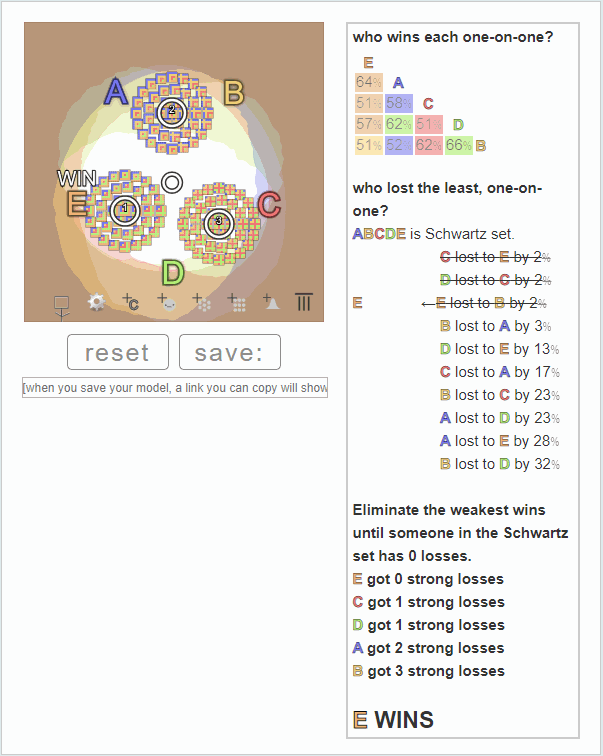 A
B
2
WIN
E
1
3
C
D
+C
+
+
+
+
reset
save:
[when you save your model, a link you can copy will show
who wins each one-on-one?
E
64% A
51% 58% C
57% 62% 51% D
51% 52% 62% 66% B
who lost the least, one-on-
one?
ABCDE is Schwartz set.
C lost to E by 2%
D lost to C by 2%
E ←E lost to B by 2%
B lost to A by 3%
D lost to E by 13%
C lost to A by 17%
B lost to C by 23%
A lost to D by 23%
A lost to E by 28%
B lost to D by 32%
Eliminate the weakest wins
until someone in the Schwartz
set has 0 losses.
E got 0 strong losses
C got 1 strong losses
D got 1 strong losses
A got 2 strong losses
B got 3 strong losses
E WINS